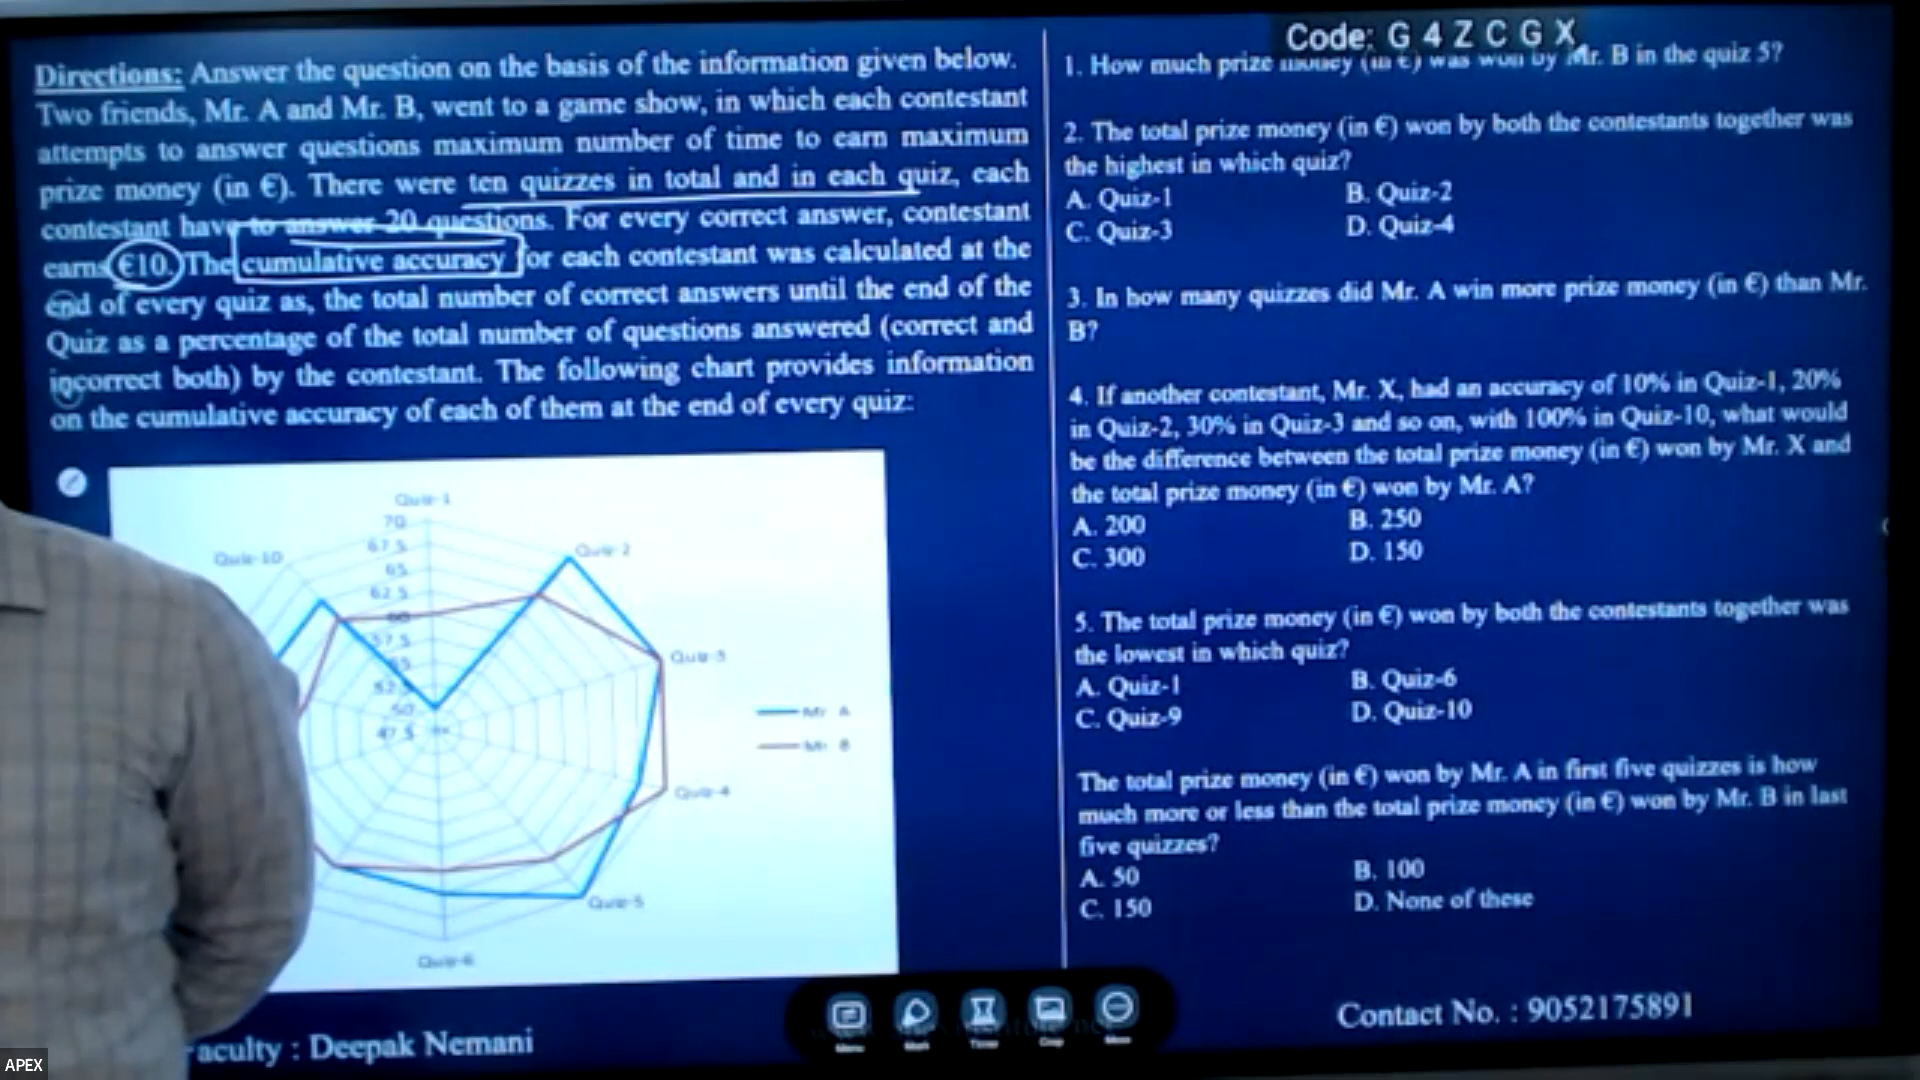 Code: G 4 Z C G X
Directions: Answer the question on the basis of the information given below.
Two friends, Mr. A and Mr. B, went to a game show, in which each contestant
attempts to answer questions maximum number of time to earn maximum
prize money (in €). There were ten quizzes in total and in each quiz, each
contestant have to answer 20 questions. For every correct answer, contestant
earns €10. The cumulative accuracy for each contestant was calculated at the
end of every quiz as, the total number of correct answers until the end of the
Quiz as a percentage of the total number of questions answered (correct and
incorrect both) by the contestant. The following chart provides information
on the cumulative accuracy of each of them at the end of every quiz:
Quiz-1
70
67.5
65
62.5
60
57.5
55
52.5
50
47.5
Quiz-2
Quiz-3
Quiz-4
Quiz-5
Quiz-6
Quiz-10
Mr. A
Mr. B
1. How much prize money (in €) was won by Mr. B in the quiz 5?
2. The total prize money (in €) won by both the contestants together was
the highest in which quiz?
A. Quiz-1
B. Quiz-2
C. Quiz-3
D. Quiz-4
3. In how many quizzes did Mr. A win more prize money (in €) than Mr.
B?
4. If another contestant, Mr. X, had an accuracy of 10% in Quiz-1, 20%
in Quiz-2, 30% in Quiz-3 and so on, with 100% in Quiz-10, what would
be the difference between the total prize money (in €) won by Mr. X and
the total prize money (in €) won by Mr. A?
A. 200
B. 250
C. 300
D. 150
5. The total prize money (in €) won by both the contestants together was
the lowest in which quiz?
A. Quiz-1
B. Quiz-6
C. Quiz-9
D. Quiz-10
The total prize money (in €) won by Mr. A in first five quizzes is how
much more or less than the total prize money (in €) won by Mr. B in last
five quizzes?
A. 50
B. 100
C. 150
D. None of these
Menu
Mark
Timer
Crop
More
aculty : Deepak Nemani
Contact No. : 9052175891
APEX